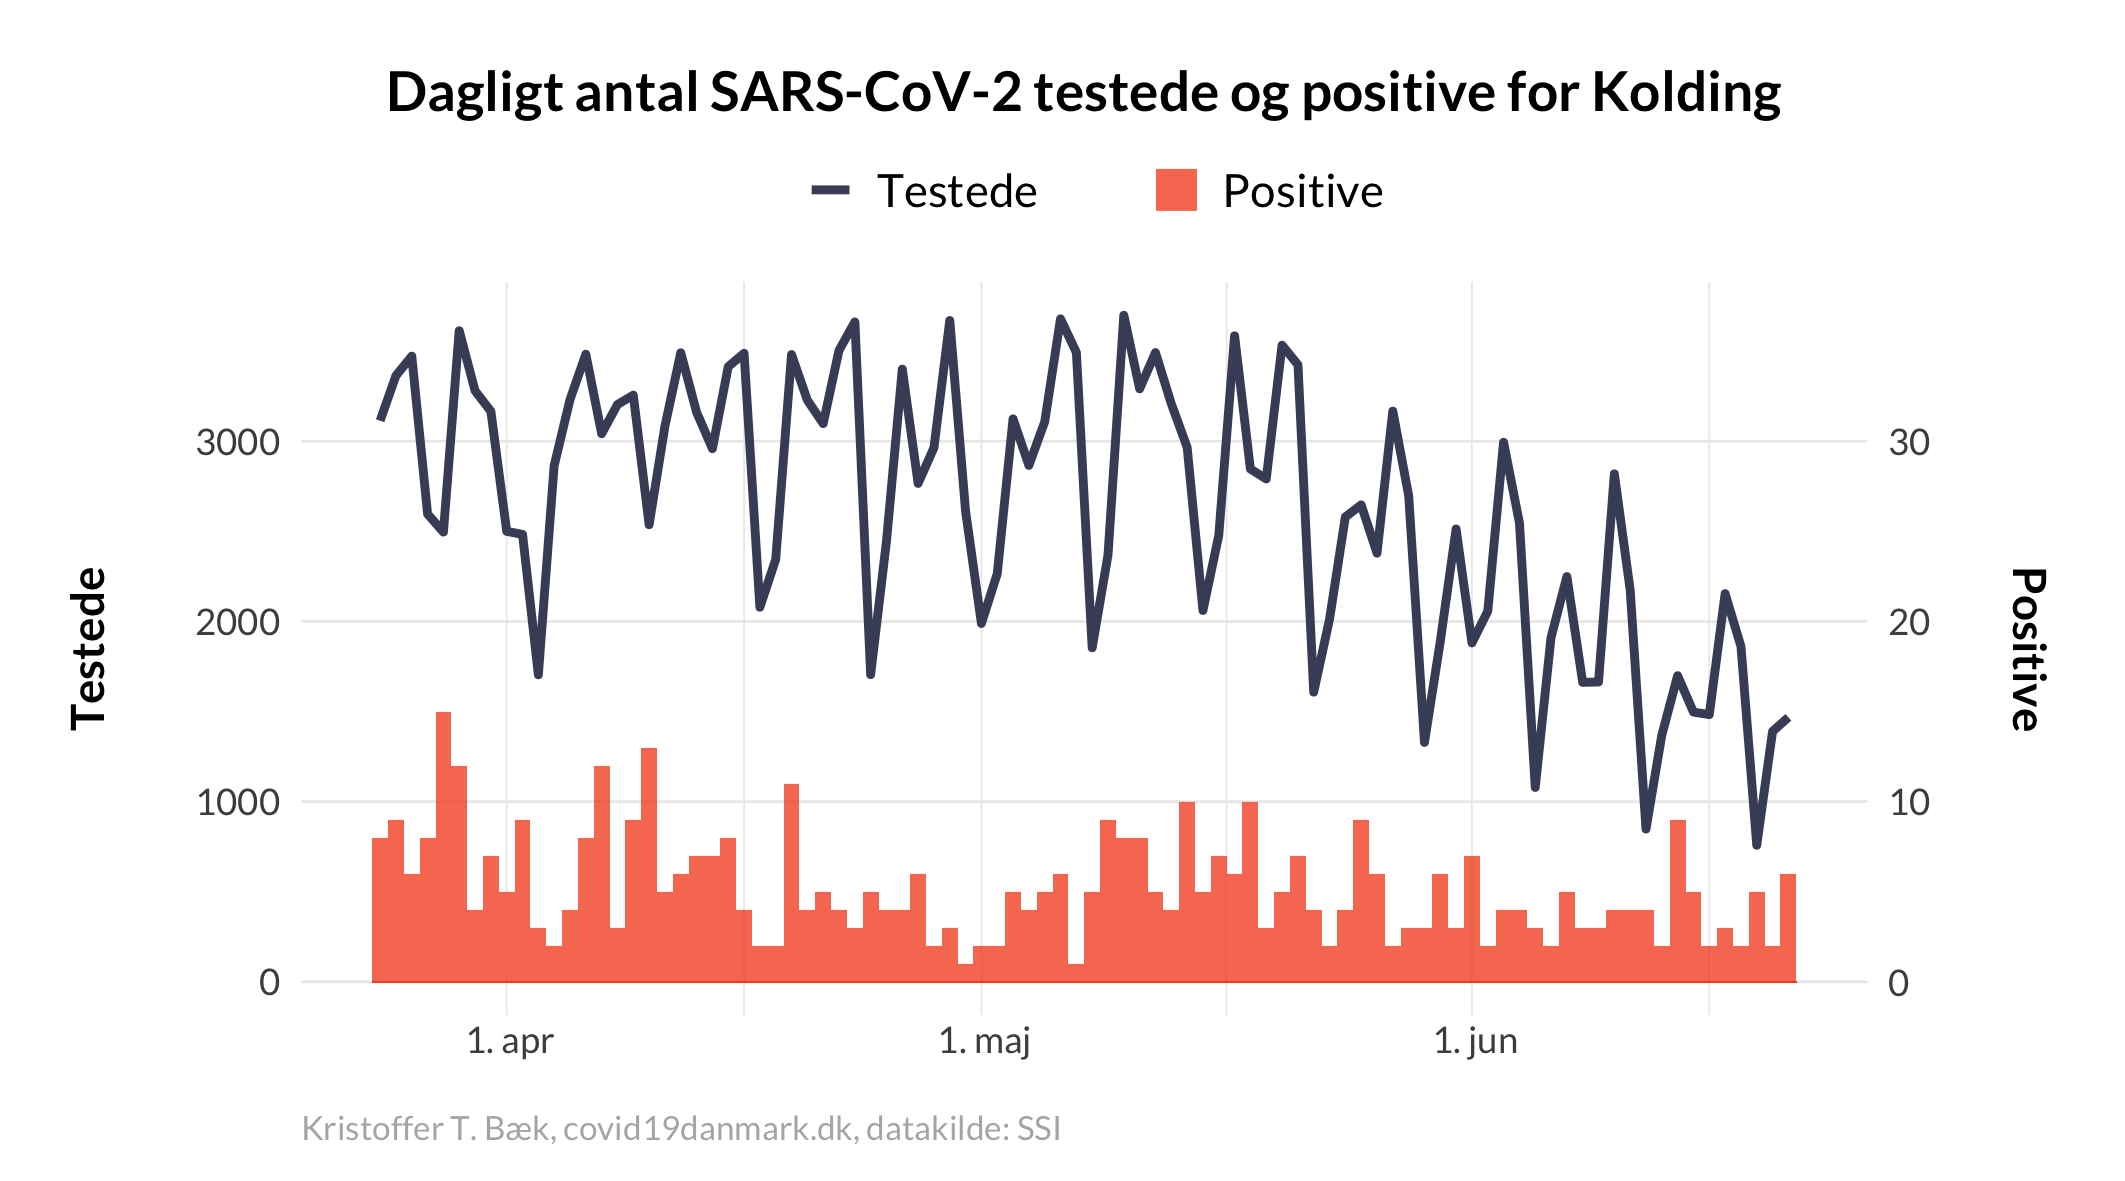 Dagligt antal SARS-CoV-2 testede og positive for Kolding
Testede
Positive
3000
2000
1000
0
Testede
30
20
10
0
Positive
1. apr
1. maj
1. jun
Kristoffer T. Bæk, covid19danmark.dk, datakilde: SSI